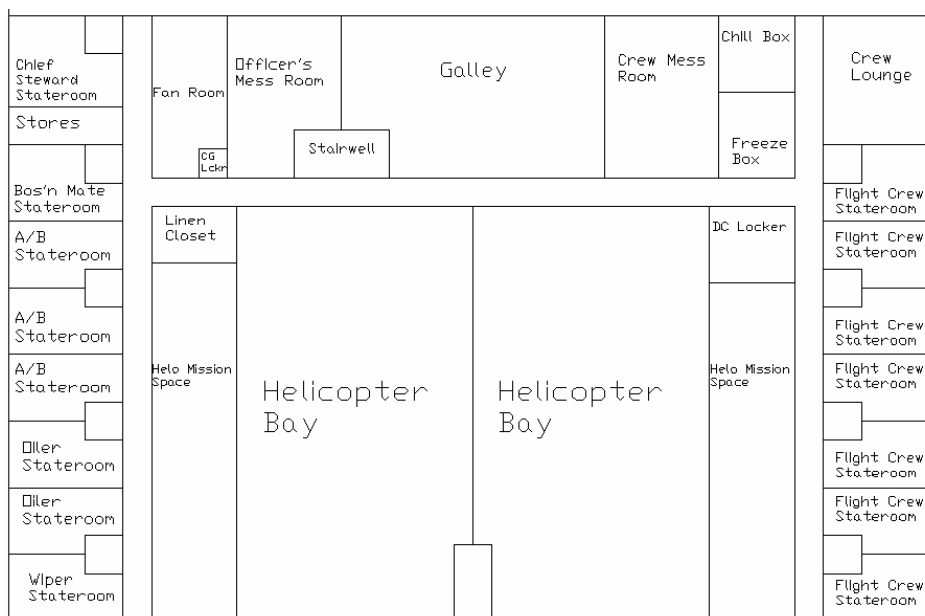 Chief
Steward
Stateroom
Stores
Bos'n Mate
Stateroom
A/B
Stateroom
A/B
Stateroom
A/B
Stateroom
Oiler
Stateroom
Oiler
Stateroom
Wiper
Stateroom
Fan Room
CG
Lckr
Officer's
Mess Room
Stairwell
Galley
Crew Mess
Room
Chill Box
Freeze
Box
Linen
Closet
Helo Mission
Space
Helicopter
Bay
Helicopter
Bay
DC Locker
Helo Mission
Space
Crew
Lounge
Flight Crew
Stateroom
Flight Crew
Stateroom
Flight Crew
Stateroom
Flight Crew
Stateroom
Flight Crew
Stateroom
Flight Crew
Stateroom
Flight Crew
Stateroom